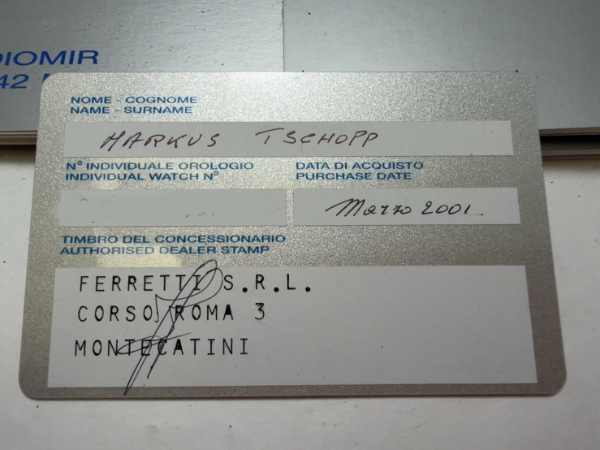 DIOMIR
42
NOME - COGNOME
NAME - SURNAME
MARKUS TSCHOPP
N° INDIVIDUALE OROLOGIO
INDIVIDUAL WATCH N°
DATA DI ACQUISTO
PURCHASE DATE
Marzo 2001
TIMBRO DEL CONCESSIONARIO
AUTHORISED DEALER STAMP
FERRETTI S.R.L.
CORSO ROMA 3
MONTECATINI